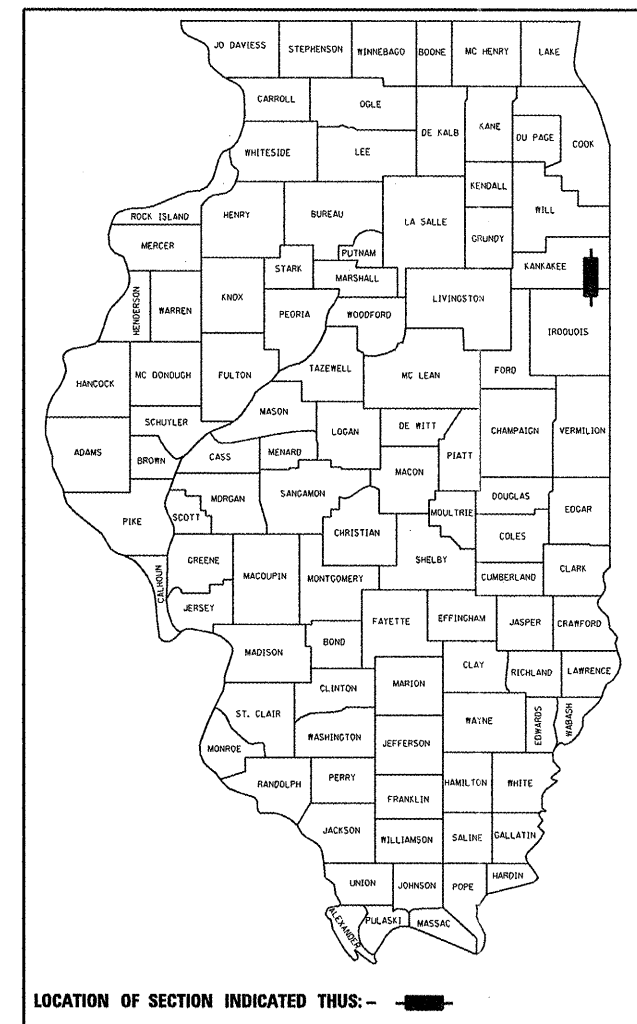 JO DAVIESS STEPHENSON WINNEBAGO BOONE MC HENRY LAKE
CARROLL OGLE DE KALB KANE DU PAGE COOK
WHITESIDE LEE
KENDALL WILL
ROCK ISLAND HENRY BUREAU LA SALLE GRUNDY
MERCER PUTNAM
STARK MARSHALL KANKAKEE
HENDERSON WARREN KNOX PEORIA WOODFORD LIVINGSTON IROQUOIS
HANCOCK MC DONOUGH FULTON TAZEWELL MC LEAN FORD
MASON
SCHUYLER LOGAN DE WITT CHAMPAIGN VERMILION
ADAMS BROWN CASS MENARD MACON PIATT
MORGAN SANGAMON DOUGLAS EDGAR
PIKE SCOTT CHRISTIAN MOULTRIE COLES
GREENE MACOUPIN MONTGOMERY SHELBY CUMBERLAND CLARK
CALHOUN JERSEY
FAYETTE EFFINGHAM JASPER CRAWFORD
MADISON BOND
CLAY RICHLAND LAWRENCE
CLINTON MARION
ST. CLAIR WAYNE EDWARDS WABASH
WASHINGTON JEFFERSON
MONROE
RANDOLPH PERRY HAMILTON WHITE
FRANKLIN
JACKSON WILLIAMSON SALINE GALLATIN
UNION JOHNSON POPE HARDIN
ALEXANDER PULASKI MASSAC
LOCATION OF SECTION INDICATED THUS:–